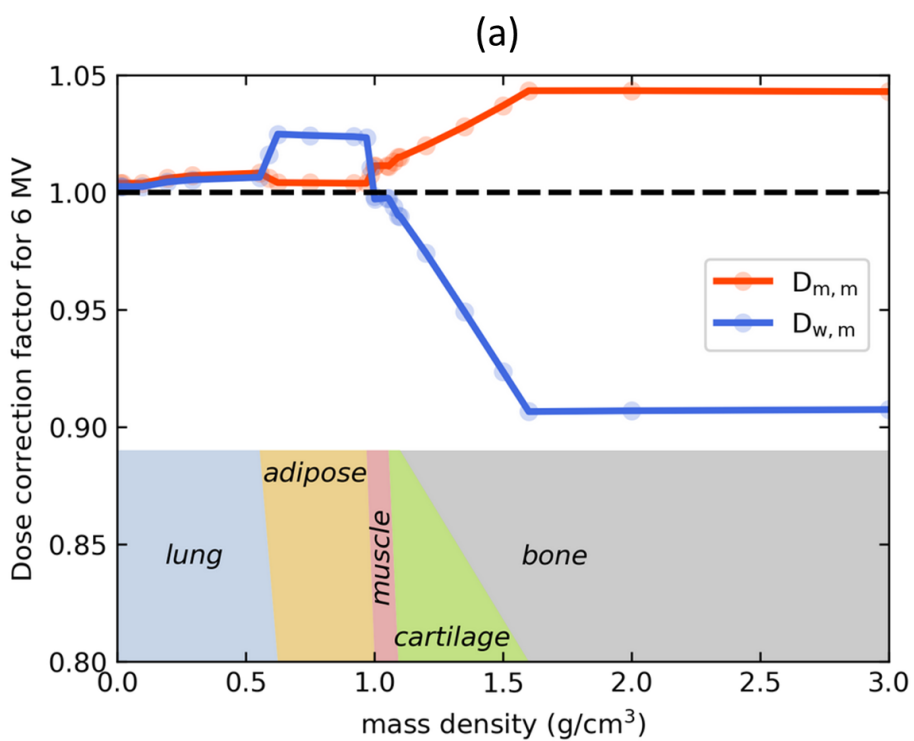 (a)
Dose correction factor for 6 MV
1.05
1.00
0.95
0.90
0.85
0.80
D_m, m
D_w, m
adipose
lung
muscle
bone
cartilage
0.0 0.5 1.0 1.5 2.0 2.5 3.0
mass density (g/cm³)